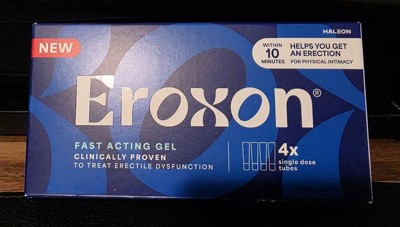 HALEON
NEW
WITHIN
10
MINUTES
HELPS YOU GET
AN ERECTION
FOR PHYSICAL INTIMACY
Eroxon®
FAST ACTING GEL
CLINICALLY PROVEN
TO TREAT ERECTILE DYSFUNCTION
4x
single dose
tubes